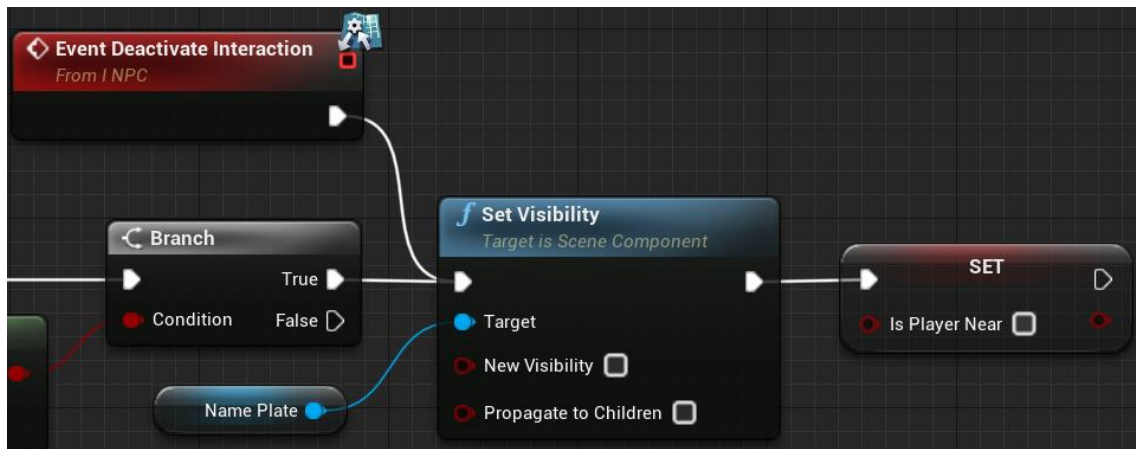 Event Deactivate Interaction
From I NPC
Branch
True
Condition
False
Name Plate
f Set Visibility
Target is Scene Component
Target
New Visibility
Propagate to Children
SET
Is Player Near